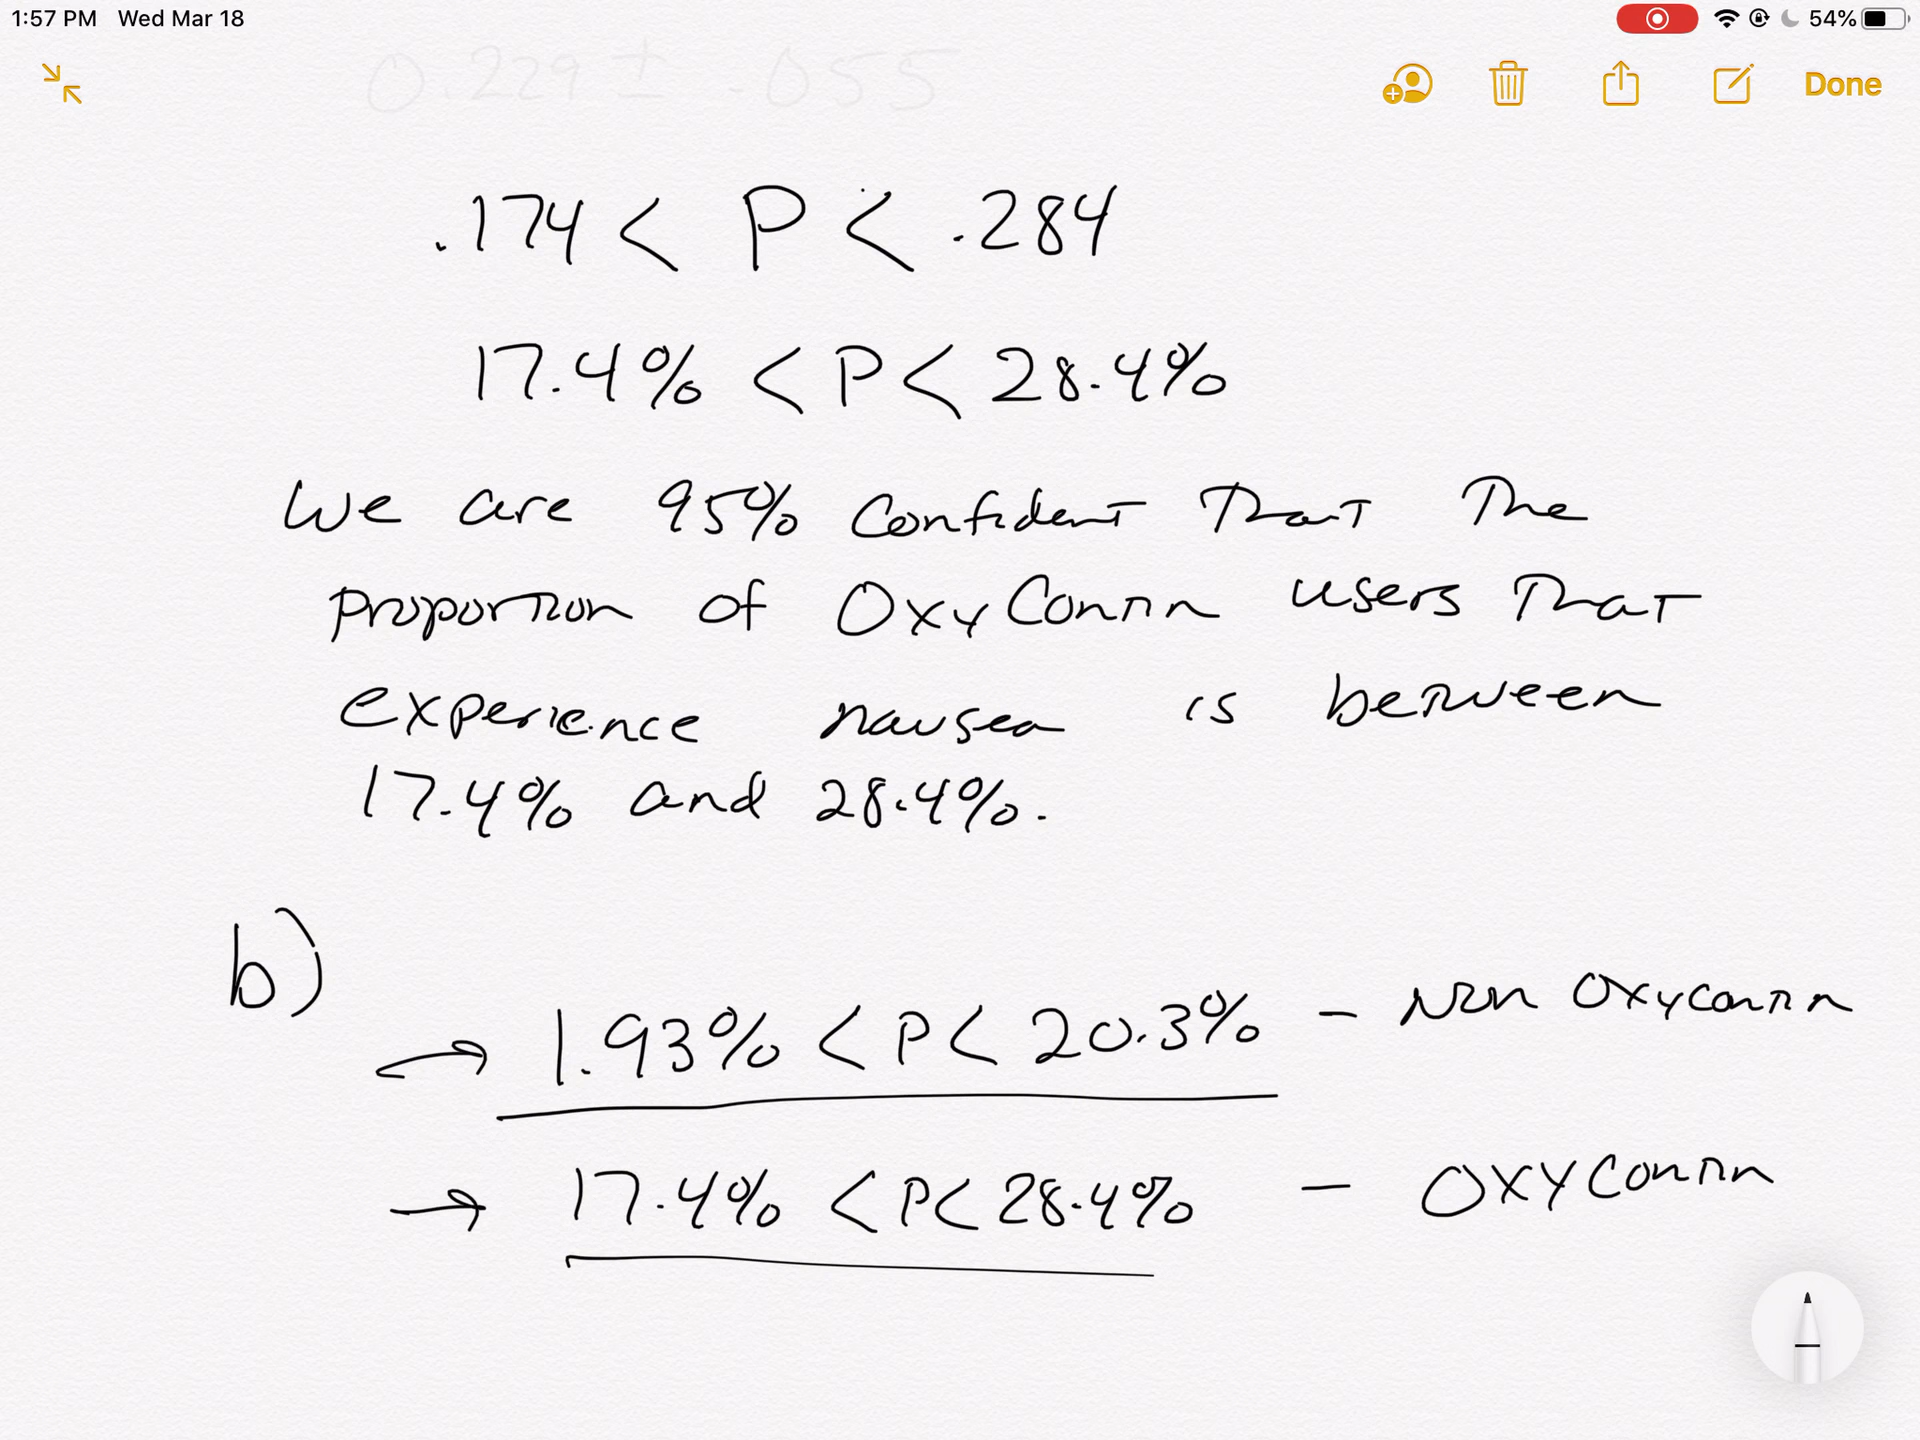 1:57 PM Wed Mar 18 54%
0.229 ± .055
Done
.174 < P < .284
17.4% < P < 28.4%
We are 95% Confident That The
proportion of OxyContin users That
experience nausea is between
17.4% and 28.4%.
b)
→ 1.93% < P < 20.3% - Non Oxycontin
→ 17.4% < P < 28.4% - OxyContin